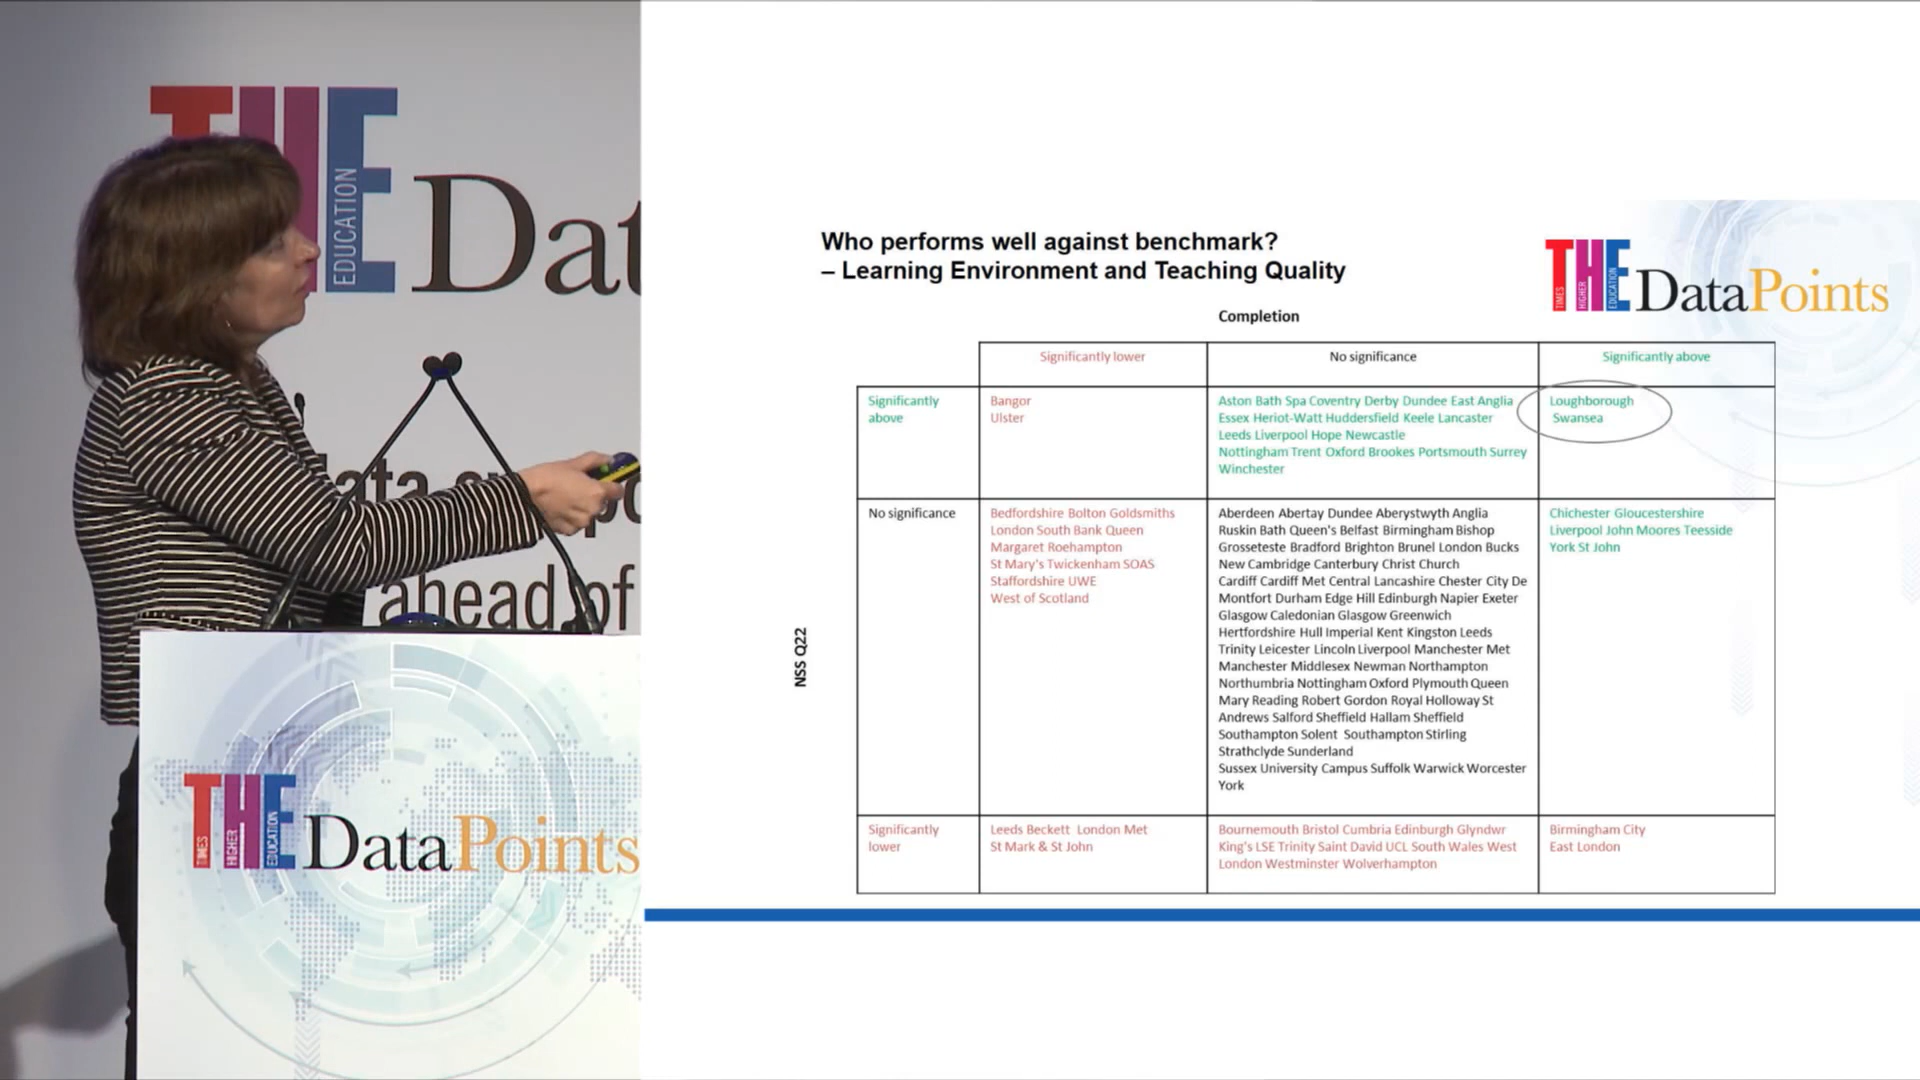 THE
EDUCATION
Dat
ata
ahead of
TIMES HIGHER EDUCATION
DataPoints
Who performs well against benchmark?
– Learning Environment and Teaching Quality
TIMES HIGHER EDUCATION
THE DataPoints
Completion
Significantly lower
No significance
Significantly above
NSS Q22
Significantly
above
Bangor
Ulster
Aston Bath Spa Coventry Derby Dundee East Anglia
Essex Heriot-Watt Huddersfield Keele Lancaster
Leeds Liverpool Hope Newcastle
Nottingham Trent Oxford Brookes Portsmouth Surrey
Winchester
Loughborough
Swansea
No significance
Bedfordshire Bolton Goldsmiths
London South Bank Queen
Margaret Roehampton
St Mary's Twickenham SOAS
Staffordshire UWE
West of Scotland
Aberdeen Abertay Dundee Aberystwyth Anglia
Ruskin Bath Queen's Belfast Birmingham Bishop
Grosseteste Bradford Brighton Brunel London Bucks
New Cambridge Canterbury Christ Church
Cardiff Cardiff Met Central Lancashire Chester City De
Montfort Durham Edge Hill Edinburgh Napier Exeter
Glasgow Caledonian Glasgow Greenwich
Hertfordshire Hull Imperial Kent Kingston Leeds
Trinity Leicester Lincoln Liverpool Manchester Met
Manchester Middlesex Newman Northampton
Northumbria Nottingham Oxford Plymouth Queen
Mary Reading Robert Gordon Royal Holloway St
Andrews Salford Sheffield Hallam Sheffield
Southampton Solent Southampton Stirling
Strathclyde Sunderland
Sussex University Campus Suffolk Warwick Worcester
York
Chichester Gloucestershire
Liverpool John Moores Teesside
York St John
Significantly
lower
Leeds Beckett London Met
St Mark & St John
Bournemouth Bristol Cumbria Edinburgh Glyndwr
King's LSE Trinity Saint David UCL South Wales West
London Westminster Wolverhampton
Birmingham City
East London